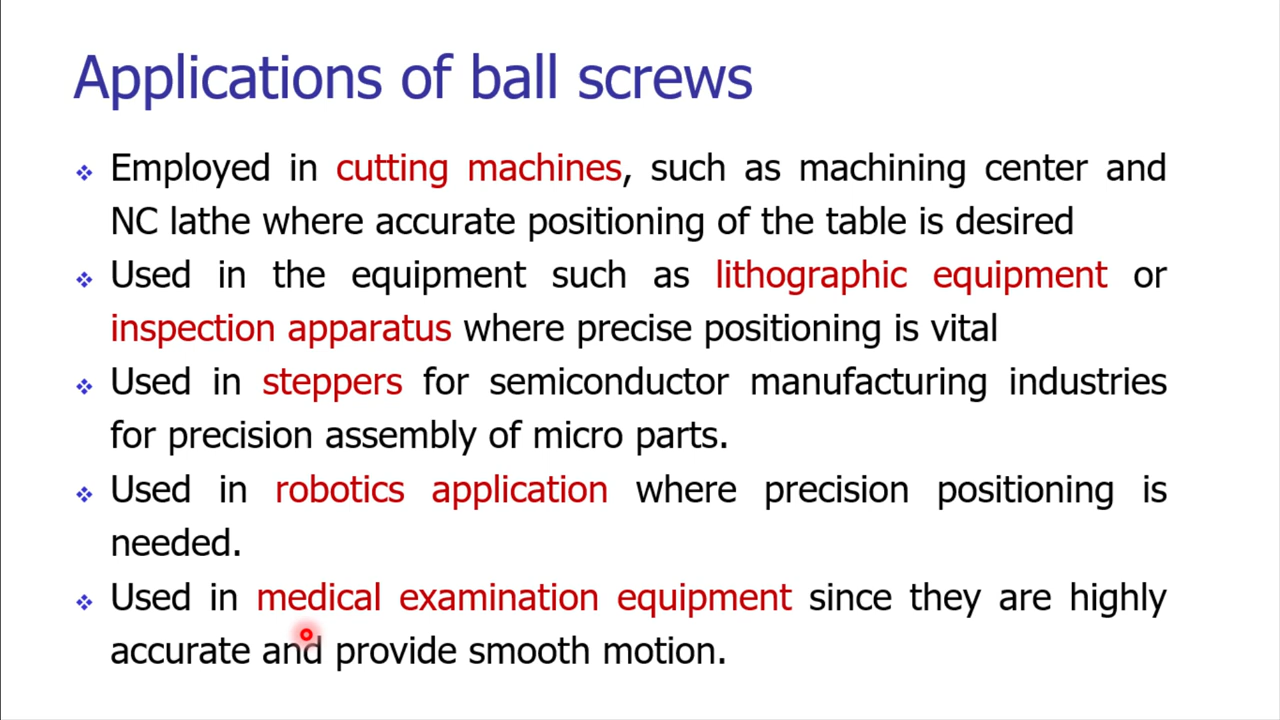 Applications of ball screws
Employed in cutting machines, such as machining center and
NC lathe where accurate positioning of the table is desired
Used in the equipment such as lithographic equipment or
inspection apparatus where precise positioning is vital
Used in steppers for semiconductor manufacturing industries
for precision assembly of micro parts.
Used in robotics application where precision positioning is
needed.
Used in medical examination equipment since they are highly
accurate and provide smooth motion.